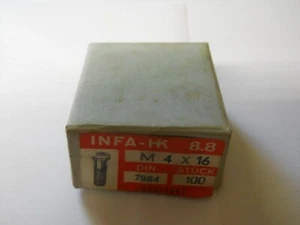 INFA-HK 8.8
M 4 x 16
DIN STÜCK
7984 100